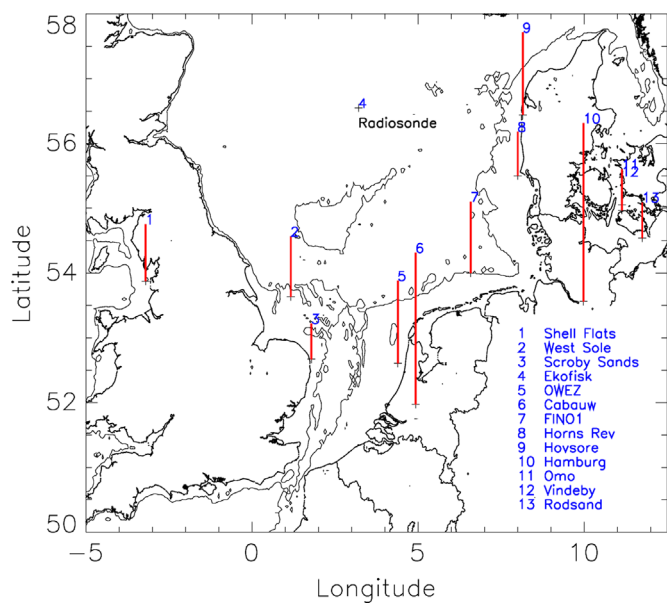 58
56
54
52
50
Latitude
-5
0
5
10
Longitude
9
4
Radiosonde
10
8
11
12
13
7
1
2
6
5
3
1 Shell Flats
2 West Sole
3 Scroby Sands
4 Ekofisk
5 OWEZ
6 Cabauw
7 FINO1
8 Horns Rev
9 Hovsore
10 Hamburg
11 Omo
12 Vindeby
13 Rodsand